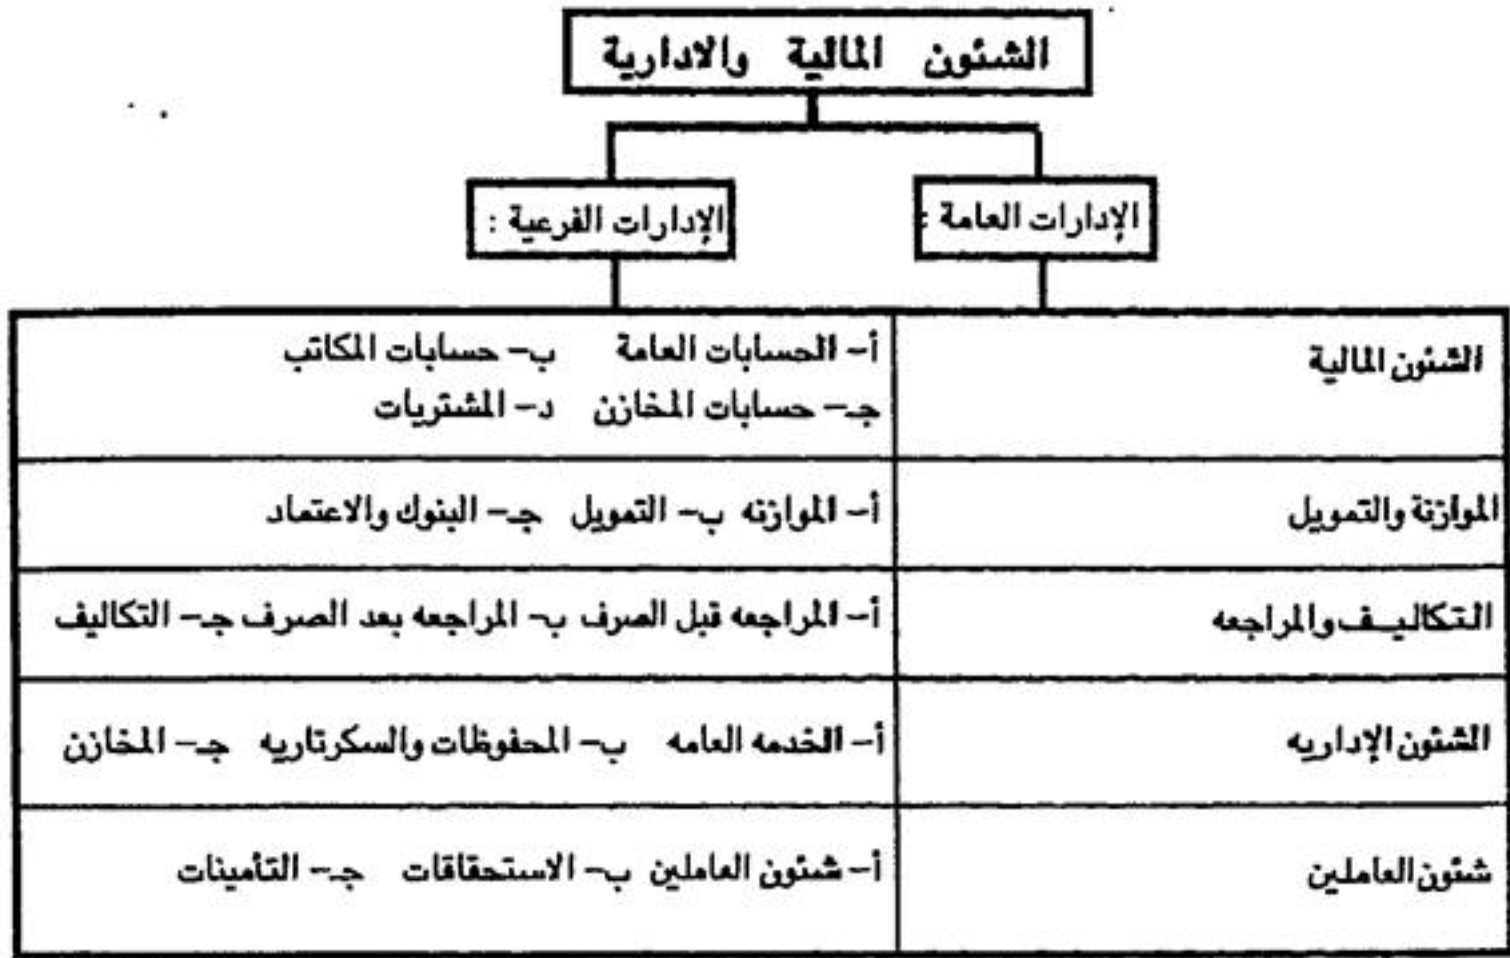 الشئون المالية والادارية
الإدارات العامة :
الإدارات الفرعية :
الشئون المالية
أ- الحسابات العامة ب- حسابات المكاتب
جـ- حسابات المخازن د- المشتريات
الموازنة والتمويل
أ- الموازنه ب- التمويل جـ- البنوك والاعتماد
التكاليف والمراجعه
أ- المراجعه قبل الصرف ب- المراجعه بعد الصرف جـ- التكاليف
الشئون الإداريه
أ- الخدمه العامه ب- المحفوظات والسكرتاريه جـ- المخازن
شئون العاملين
أ- شئون العاملين ب- الاستحقاقات جـ- التأمينات